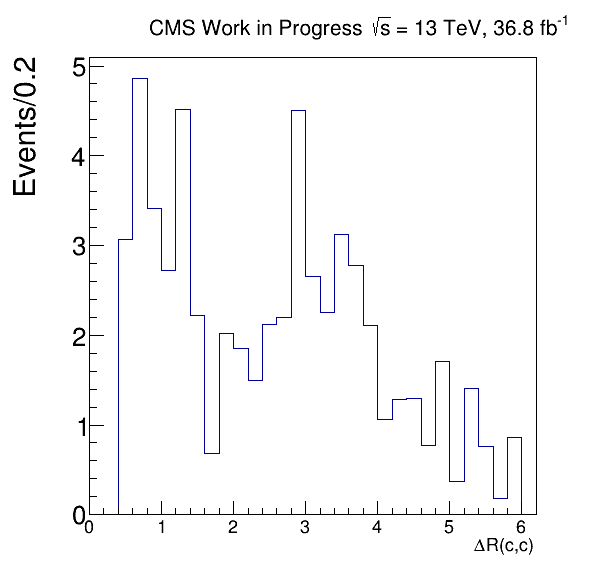 CMS Work in Progress √s = 13 TeV, 36.8 fb⁻¹
Events/0.2
5
4
3
2
1
0
0 1 2 3 4 5 6
ΔR(c,c)